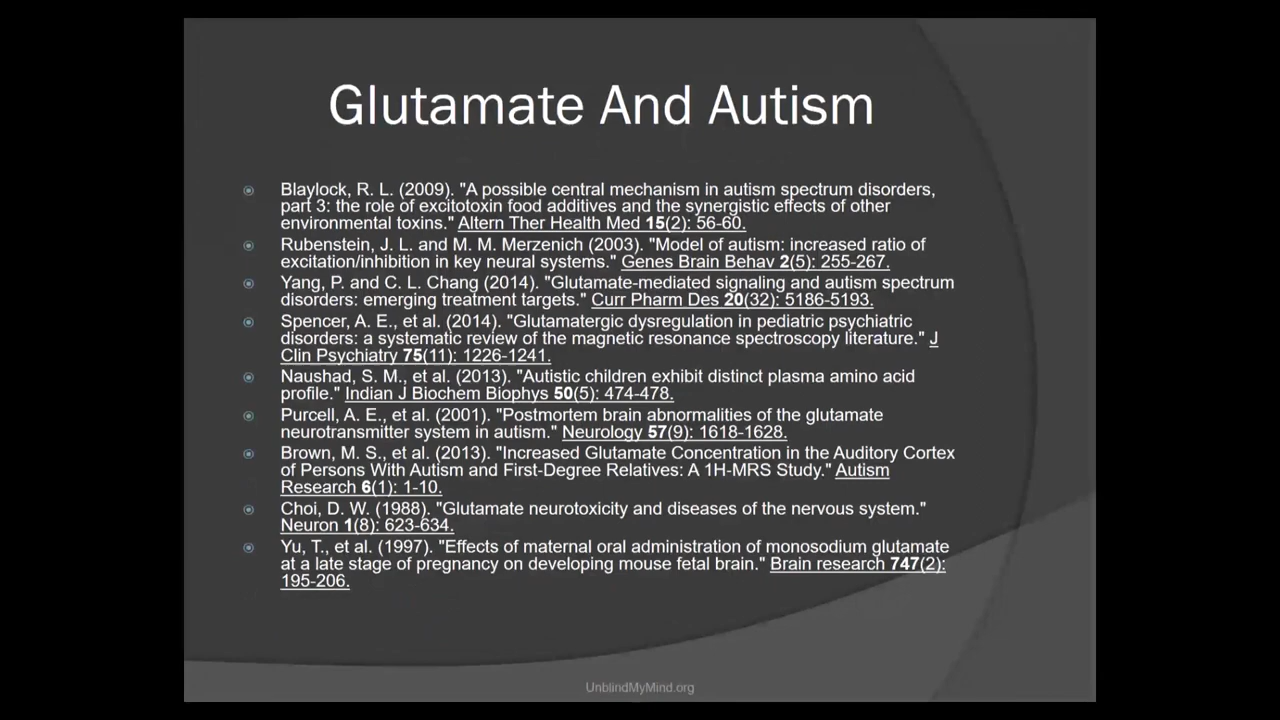 Glutamate And Autism
Blaylock, R. L. (2009). "A possible central mechanism in autism spectrum disorders,
part 3: the role of excitotoxin food additives and the synergistic effects of other
environmental toxins." Altern Ther Health Med 15(2): 56-60.
Rubenstein, J. L. and M. M. Merzenich (2003). "Model of autism: increased ratio of
excitation/inhibition in key neural systems." Genes Brain Behav 2(5): 255-267.
Yang, P. and C. L. Chang (2014). "Glutamate-mediated signaling and autism spectrum
disorders: emerging treatment targets." Curr Pharm Des 20(32): 5186-5193.
Spencer, A. E., et al. (2014). "Glutamatergic dysregulation in pediatric psychiatric
disorders: a systematic review of the magnetic resonance spectroscopy literature." J
Clin Psychiatry 75(11): 1226-1241.
Naushad, S. M., et al. (2013). "Autistic children exhibit distinct plasma amino acid
profile." Indian J Biochem Biophys 50(5): 474-478.
Purcell, A. E., et al. (2001). "Postmortem brain abnormalities of the glutamate
neurotransmitter system in autism." Neurology 57(9): 1618-1628.
Brown, M. S., et al. (2013). "Increased Glutamate Concentration in the Auditory Cortex
of Persons With Autism and First-Degree Relatives: A 1H-MRS Study." Autism
Research 6(1): 1-10.
Choi, D. W. (1988). "Glutamate neurotoxicity and diseases of the nervous system."
Neuron 1(8): 623-634.
Yu, T., et al. (1997). "Effects of maternal oral administration of monosodium glutamate
at a late stage of pregnancy on developing mouse fetal brain." Brain research 747(2):
195-206.
UnblindMyMind.org